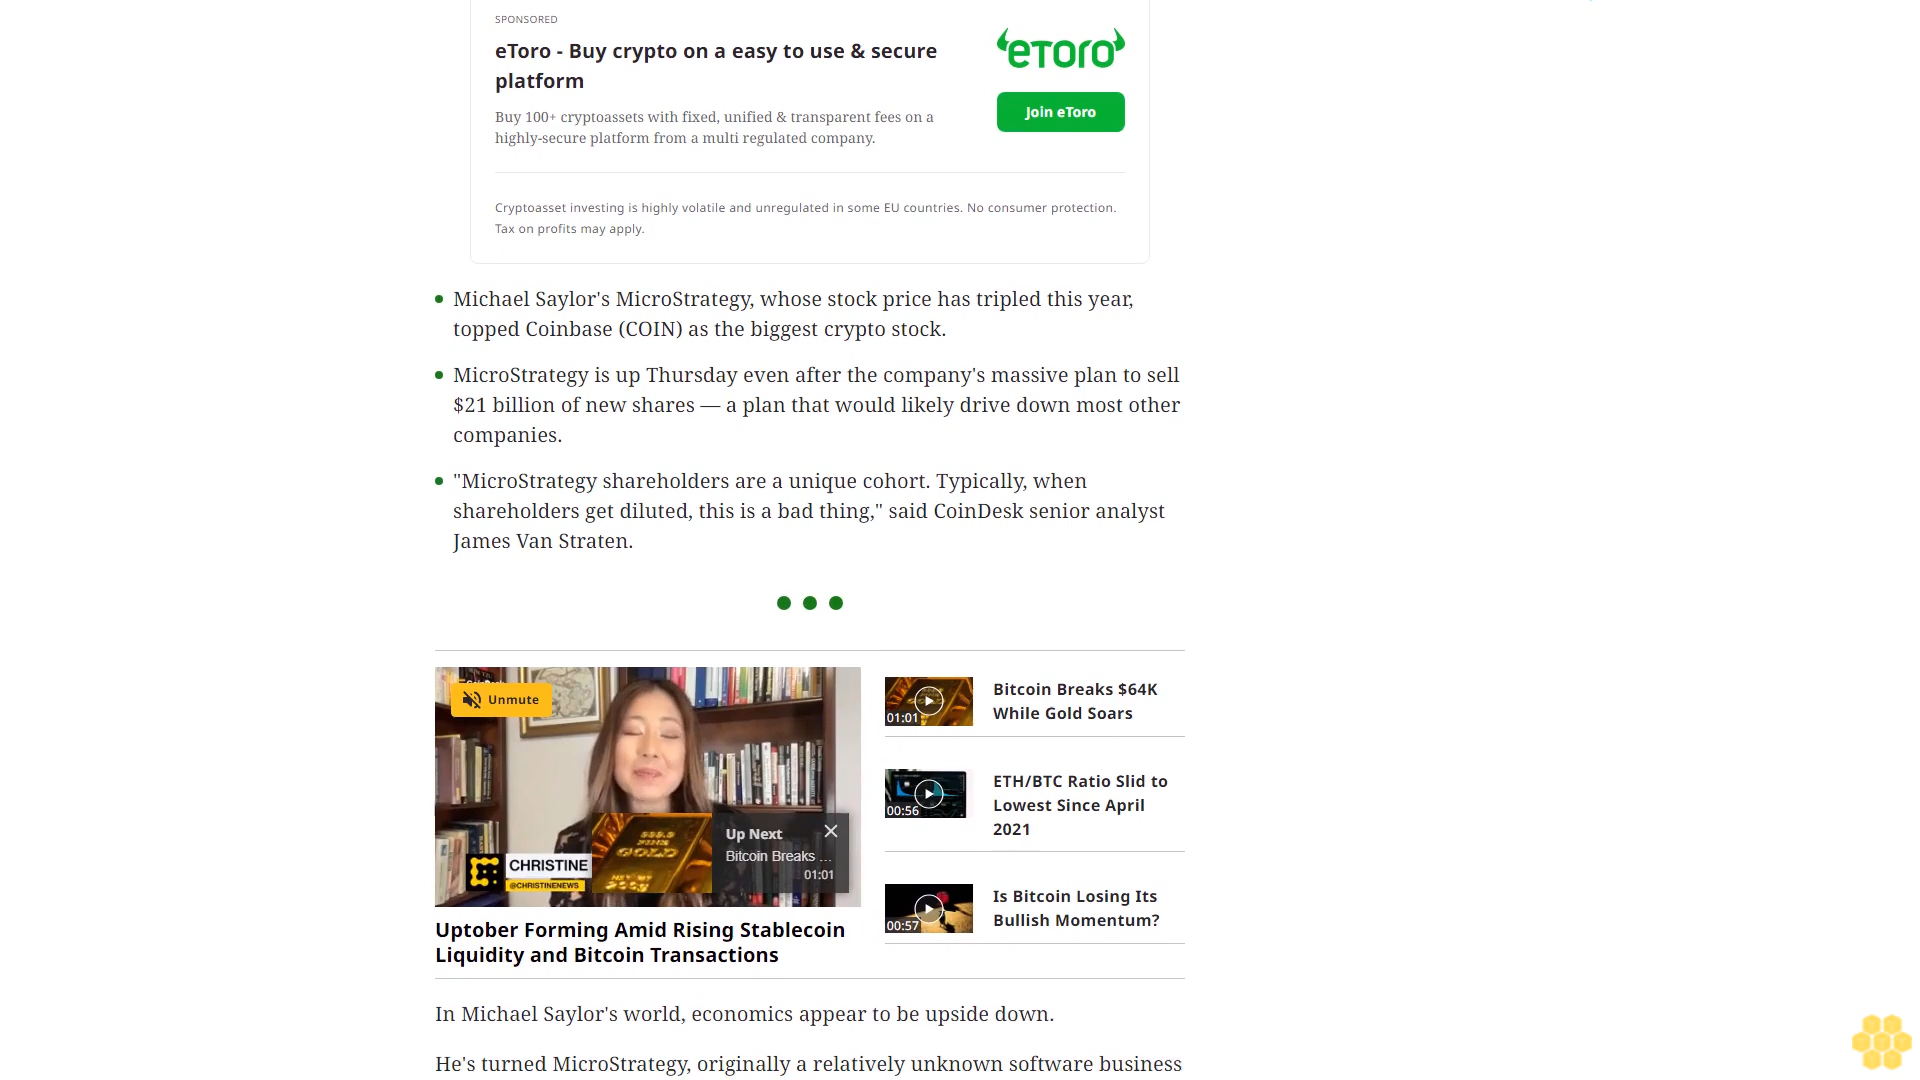 SPONSORED
eToro - Buy crypto on a easy to use & secure
platform
Buy 100+ cryptoassets with fixed, unified & transparent fees on a
highly-secure platform from a multi regulated company.
eToro
Join eToro
Cryptoasset investing is highly volatile and unregulated in some EU countries. No consumer protection.
Tax on profits may apply.
Michael Saylor's MicroStrategy, whose stock price has tripled this year,
topped Coinbase (COIN) as the biggest crypto stock.
MicroStrategy is up Thursday even after the company's massive plan to sell
$21 billion of new shares — a plan that would likely drive down most other
companies.
"MicroStrategy shareholders are a unique cohort. Typically, when
shareholders get diluted, this is a bad thing," said CoinDesk senior analyst
James Van Straten.
Unmute
Up Next
Bitcoin Breaks ...
01:01
999.9
FINE
GOLD
CHRISTINE
@CHRISTINENEWS
Uptober Forming Amid Rising Stablecoin
Liquidity and Bitcoin Transactions
01:01
Bitcoin Breaks $64K
While Gold Soars
00:56
ETH/BTC Ratio Slid to
Lowest Since April
2021
00:57
Is Bitcoin Losing Its
Bullish Momentum?
In Michael Saylor's world, economics appear to be upside down.
He's turned MicroStrategy, originally a relatively unknown software business